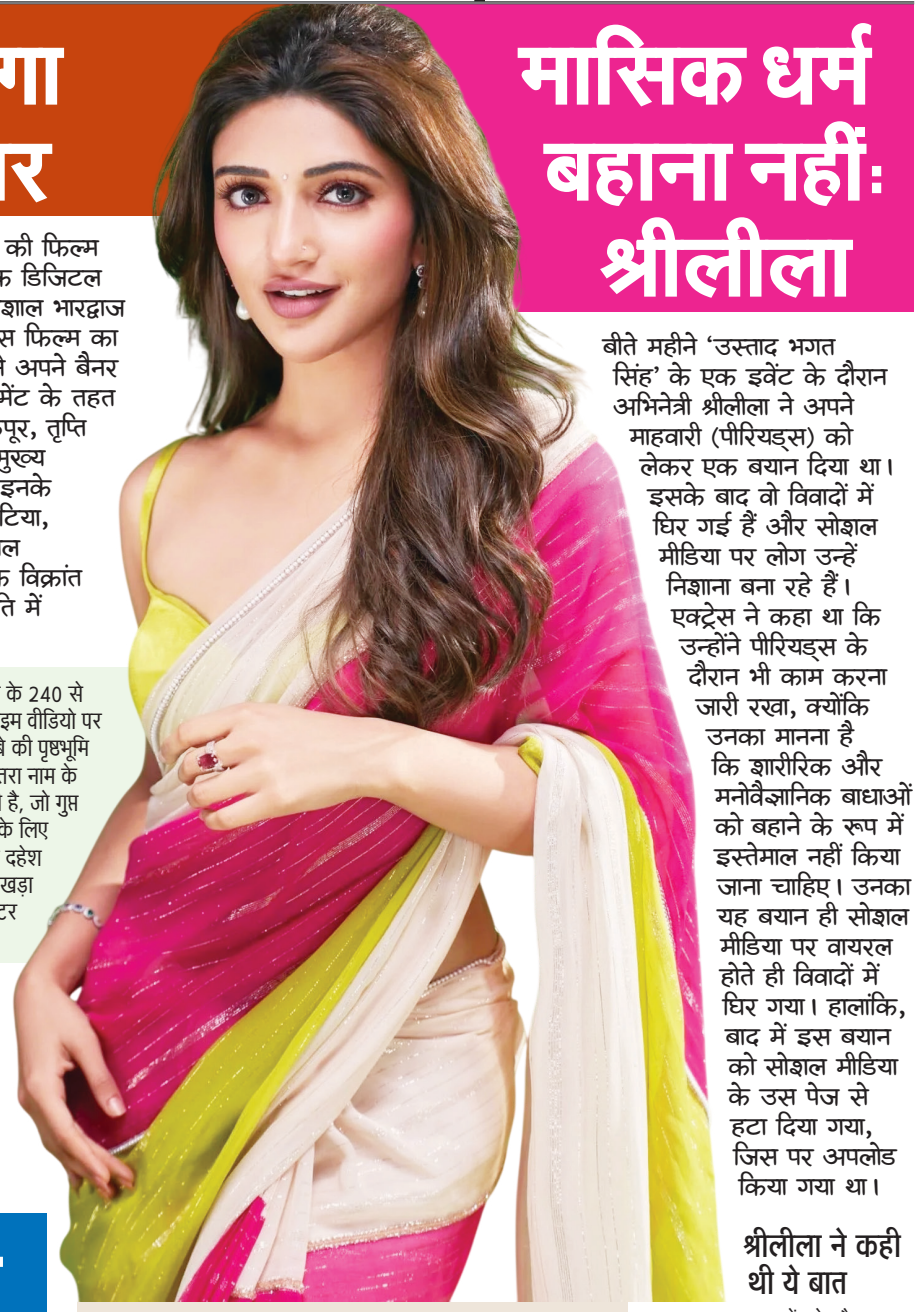 गा
र
की फिल्म
डिजिटल
शाल भारद्वाज
स फिल्म का
अपने बैनर
मेंट के तहत
पूर, तृप्ति
मुख्य
इनके
टिया,
ल
विक्रांत
ति में
के 240 से
इम वीडियो पर
की पृष्ठभूमि
तरा नाम के
है, जो गुप्त
के लिए
दहेश
खड़ा
टर
मासिक धर्म
बहाना नहीं:
श्रीलीला
बीते महीने ‘उस्ताद भगत
सिंह’ के एक इवेंट के दौरान
अभिनेत्री श्रीलीला ने अपने
माहवारी (पीरियड्स) को
लेकर एक बयान दिया था।
इसके बाद वो विवादों में
घिर गई हैं और सोशल
मीडिया पर लोग उन्हें
निशाना बना रहे हैं।
एक्ट्रेस ने कहा था कि
उन्होंने पीरियड्स के
दौरान भी काम करना
जारी रखा, क्योंकि
उनका मानना है
कि शारीरिक और
मनोवैज्ञानिक बाधाओं
को बहाने के रूप में
इस्तेमाल नहीं किया
जाना चाहिए। उनका
यह बयान ही सोशल
मीडिया पर वायरल
होते ही विवादों में
घिर गया। हालांकि,
बाद में इस बयान
को सोशल मीडिया
के उस पेज से
हटा दिया गया,
जिस पर अपलोड
किया गया था।
श्रीलीला ने कही
थी ये बात